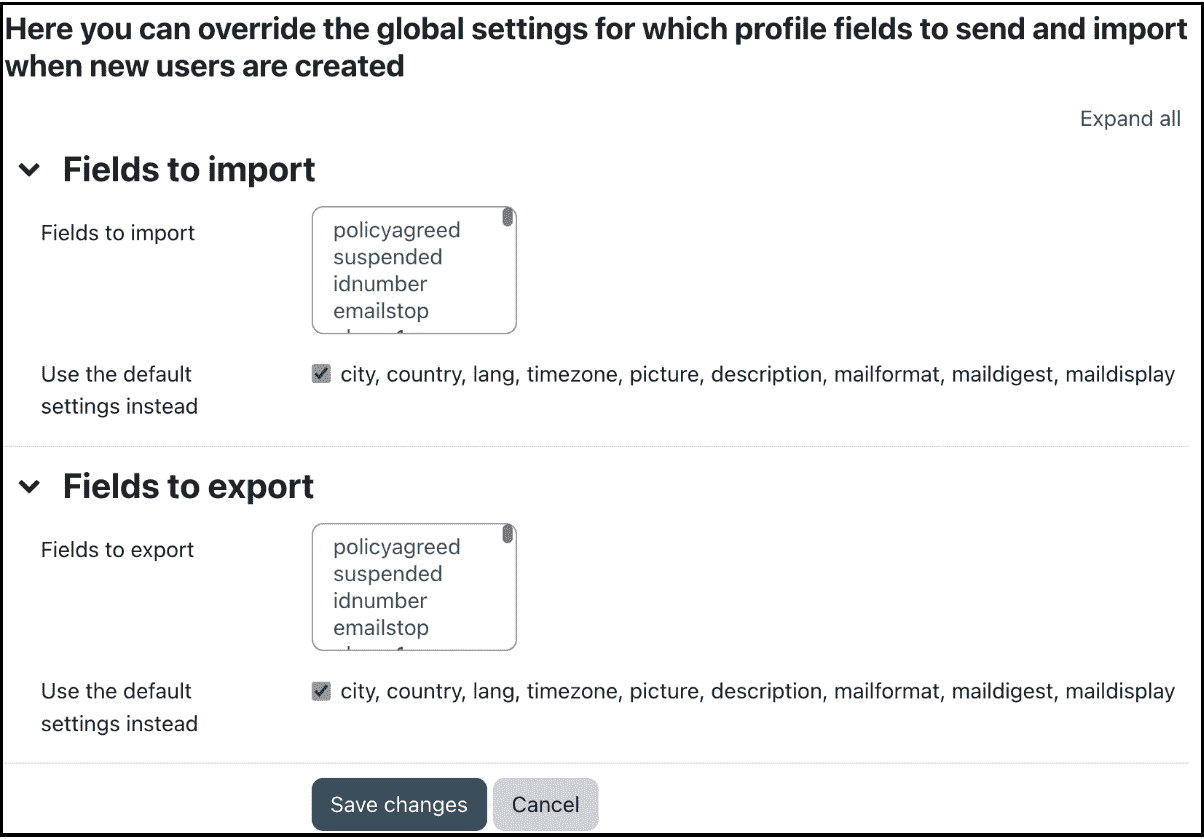 Here you can override the global settings for which profile fields to send and import
when new users are created
Expand all
Fields to import
Fields to import
policyagreed
suspended
idnumber
emailstop
Use the default
settings instead
city, country, lang, timezone, picture, description, mailformat, maildigest, maildisplay
Fields to export
Fields to export
policyagreed
suspended
idnumber
emailstop
Use the default
settings instead
city, country, lang, timezone, picture, description, mailformat, maildigest, maildisplay
Save changes
Cancel